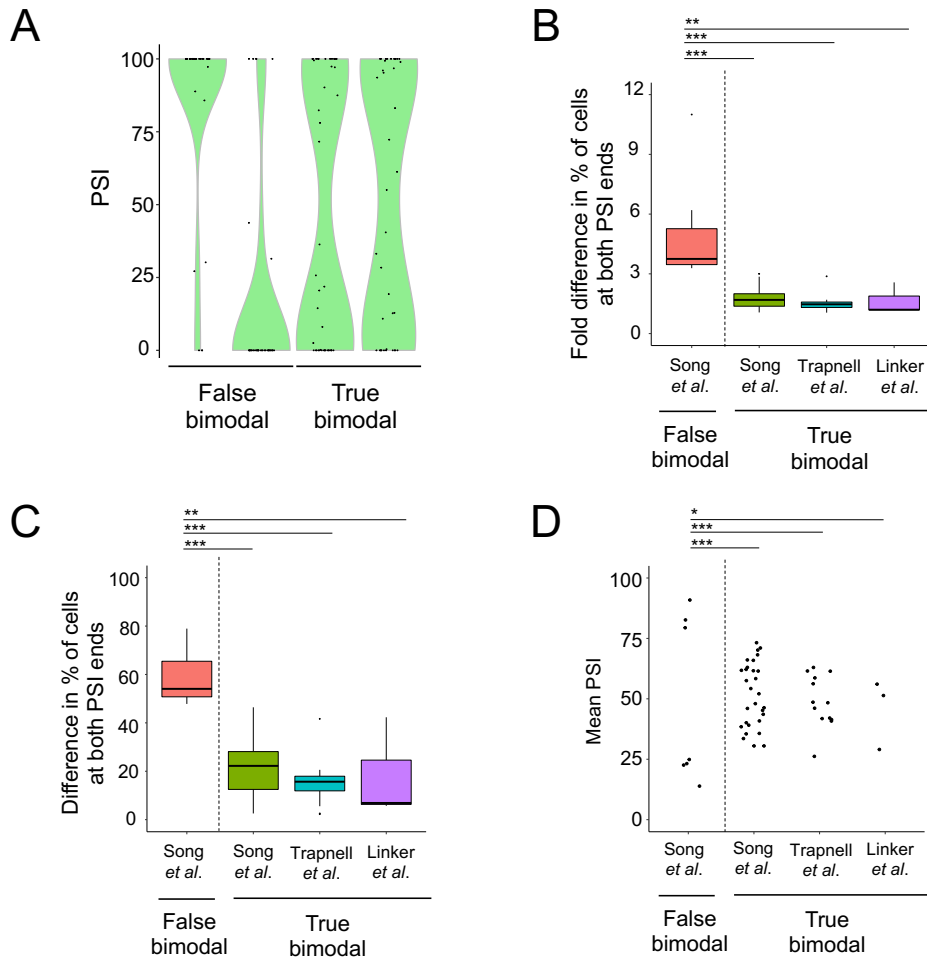 A
PSI
100
75
50
25
0
False
bimodal
True
bimodal
B
**
***
***
Fold difference in % of cells
at both PSI ends
12
9
6
3
0
Song
et al.
Song
et al.
Trapnell
et al.
Linker
et al.
False
bimodal
True
bimodal
C
**
***
***
Difference in % of cells
at both PSI ends
100
80
60
40
20
0
Song
et al.
Song
et al.
Trapnell
et al.
Linker
et al.
False
bimodal
True
bimodal
D
*
***
***
Mean PSI
100
75
50
25
0
Song
et al.
Song
et al.
Trapnell
et al.
Linker
et al.
False
bimodal
True
bimodal